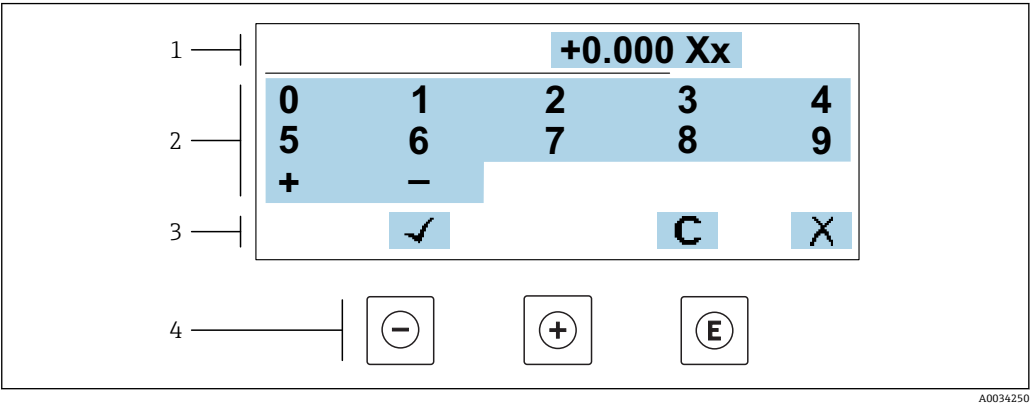 1 +0.000 Xx
0 1 2 3 4
2
5 6 7 8 9
+ −
3 ✓ C X
4 − + E
A0034250